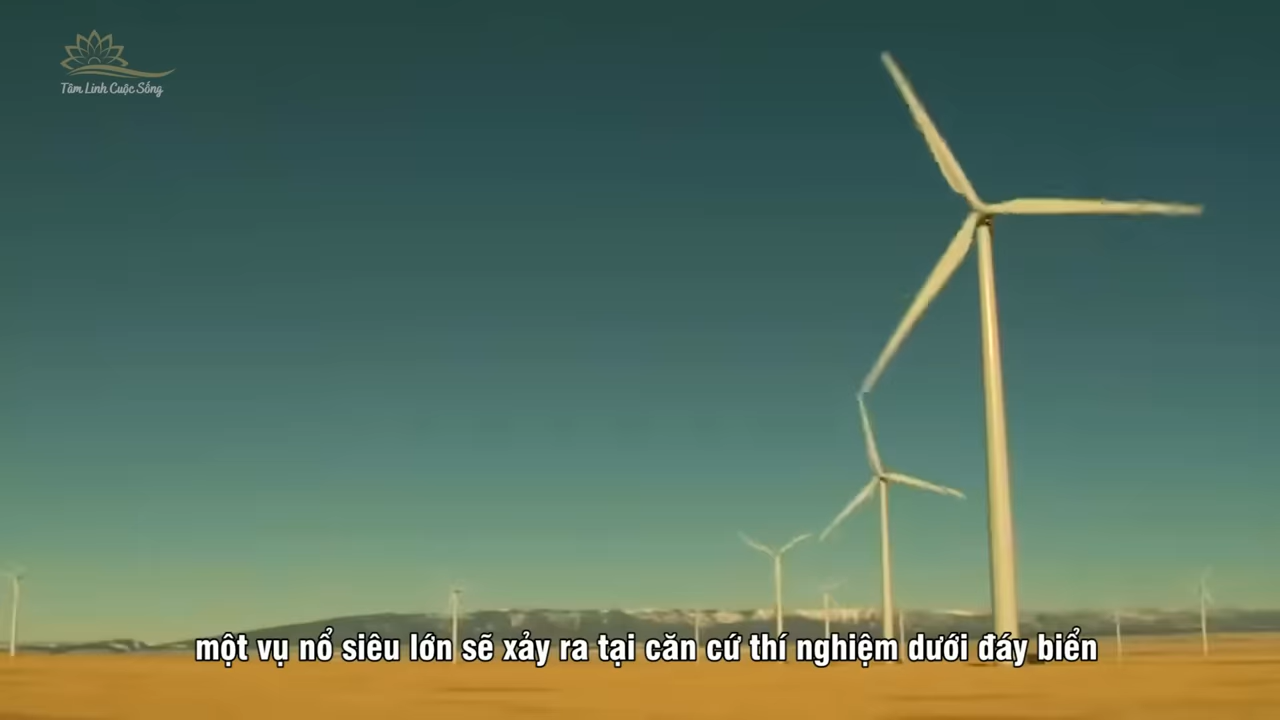 Tâm Linh Cuộc Sống
một vụ nổ siêu lớn sẽ xảy ra tại căn cứ thí nghiệm dưới đáy biển